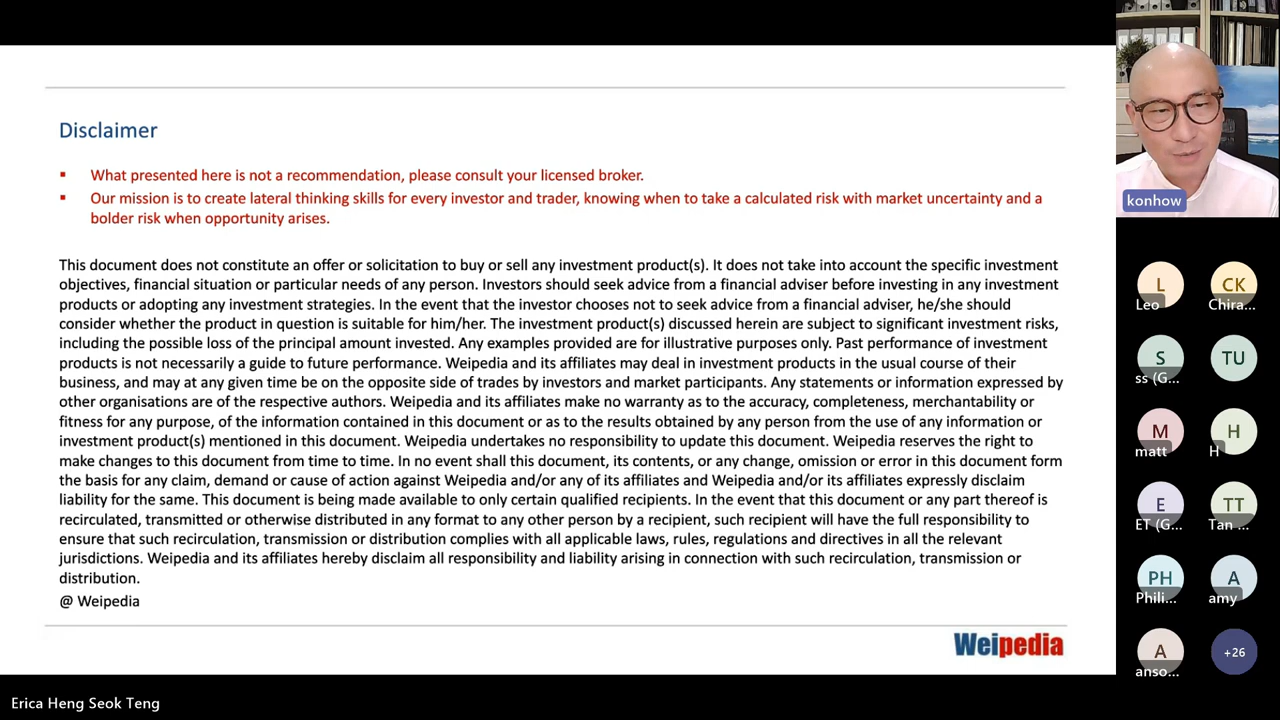 Disclaimer
▪ What presented here is not a recommendation, please consult your licensed broker.
▪ Our mission is to create lateral thinking skills for every investor and trader, knowing when to take a calculated risk with market uncertainty and a
bolder risk when opportunity arises.
This document does not constitute an offer or solicitation to buy or sell any investment product(s). It does not take into account the specific investment
objectives, financial situation or particular needs of any person. Investors should seek advice from a financial adviser before investing in any investment
products or adopting any investment strategies. In the event that the investor chooses not to seek advice from a financial adviser, he/she should
consider whether the product in question is suitable for him/her. The investment product(s) discussed herein are subject to significant investment risks,
including the possible loss of the principal amount invested. Any examples provided are for illustrative purposes only. Past performance of investment
products is not necessarily a guide to future performance. Weipedia and its affiliates may deal in investment products in the usual course of their
business, and may at any given time be on the opposite side of trades by investors and market participants. Any statements or information expressed by
other organisations are of the respective authors. Weipedia and its affiliates make no warranty as to the accuracy, completeness, merchantability or
fitness for any purpose, of the information contained in this document or as to the results obtained by any person from the use of any information or
investment product(s) mentioned in this document. Weipedia undertakes no responsibility to update this document. Weipedia reserves the right to
make changes to this document from time to time. In no event shall this document, its contents, or any change, omission or error in this document form
the basis for any claim, demand or cause of action against Weipedia and/or any of its affiliates and Weipedia and/or its affiliates expressly disclaim
liability for the same. This document is being made available to only certain qualified recipients. In the event that this document or any part thereof is
recirculated, transmitted or otherwise distributed in any format to any other person by a recipient, such recipient will have the full responsibility to
ensure that such recirculation, transmission or distribution complies with all applicable laws, rules, regulations and directives in all the relevant
jurisdictions. Weipedia and its affiliates hereby disclaim all responsibility and liability arising in connection with such recirculation, transmission or
distribution.
@ Weipedia
Weipedia
Erica Heng Seok Teng
konhow
L
Leo
CK
Chira...
S
ss (G...
TU
M
matt
H
H
E
ET (G...
TT
Tan ...
PH
Phili...
A
amy
A
anso...
+26